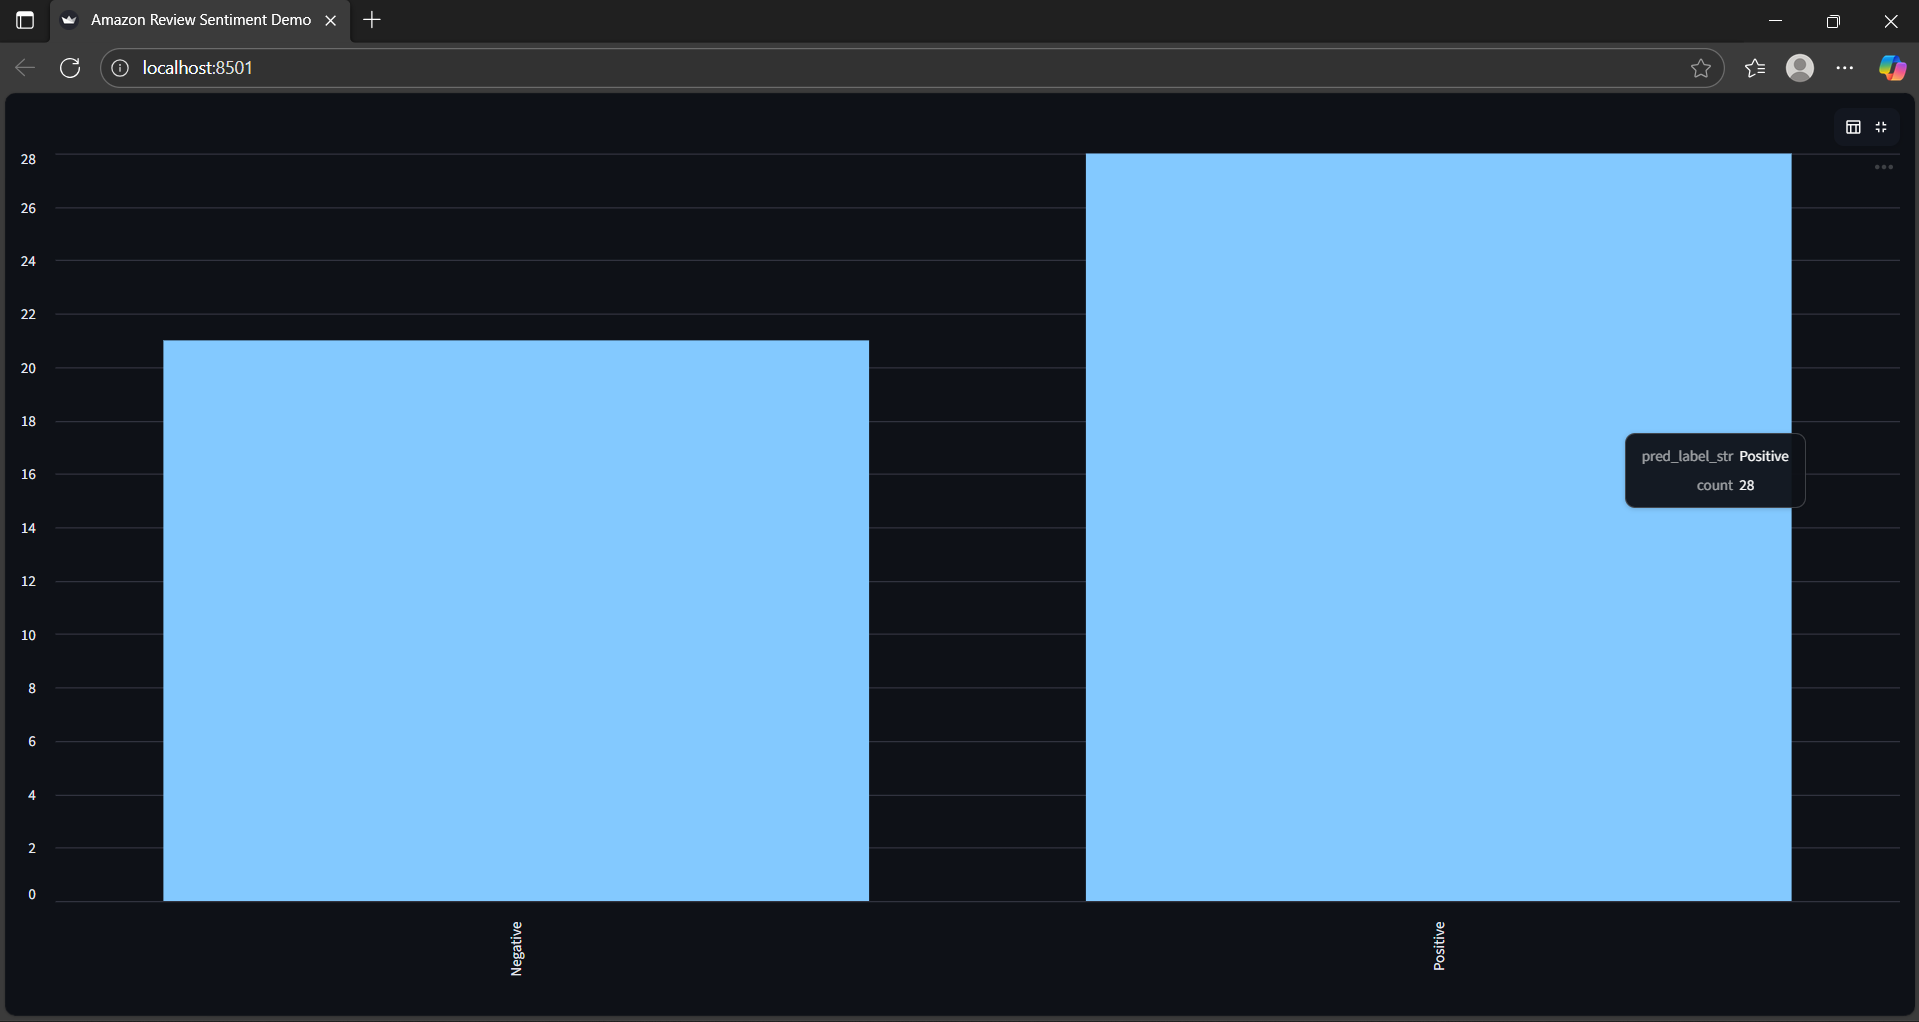 Amazon Review Sentiment Demo
localhost:8501
28
26
24
22
20
18
16
14
12
10
8
6
4
2
0
pred_label_str Positive
count 28
Negative
Positive